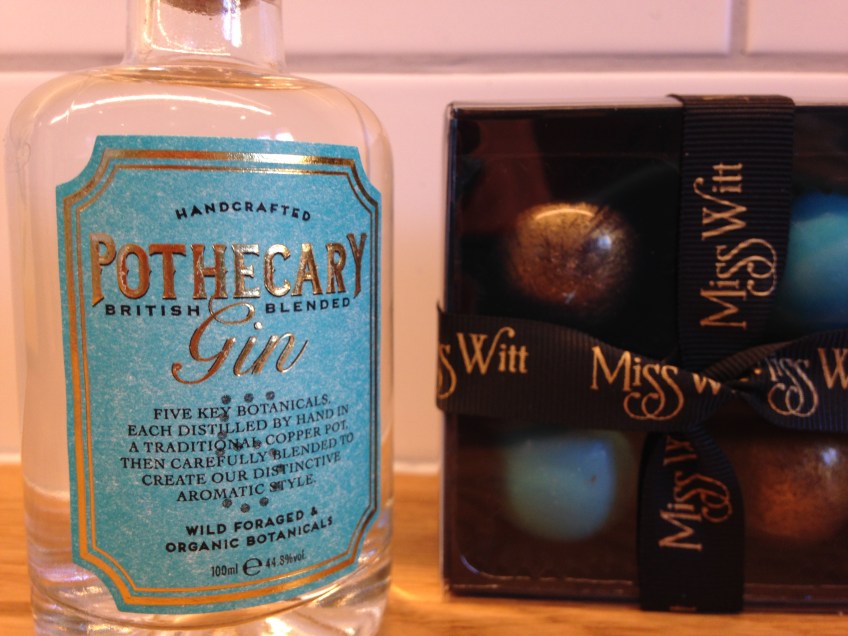 HANDCRAFTED
POTHECARY
BRITISH BLENDED
Gin
FIVE KEY BOTANICALS,
EACH DISTILLED BY HAND IN
A TRADITIONAL COPPER POT,
THEN CAREFULLY BLENDED TO
CREATE OUR DISTINCTIVE
AROMATIC STYLE.
WILD FORAGED &
ORGANIC BOTANICALS
100ml e 44.8%vol.
Miss Witt
Witt
Miss W
Miss W
Miss Witt